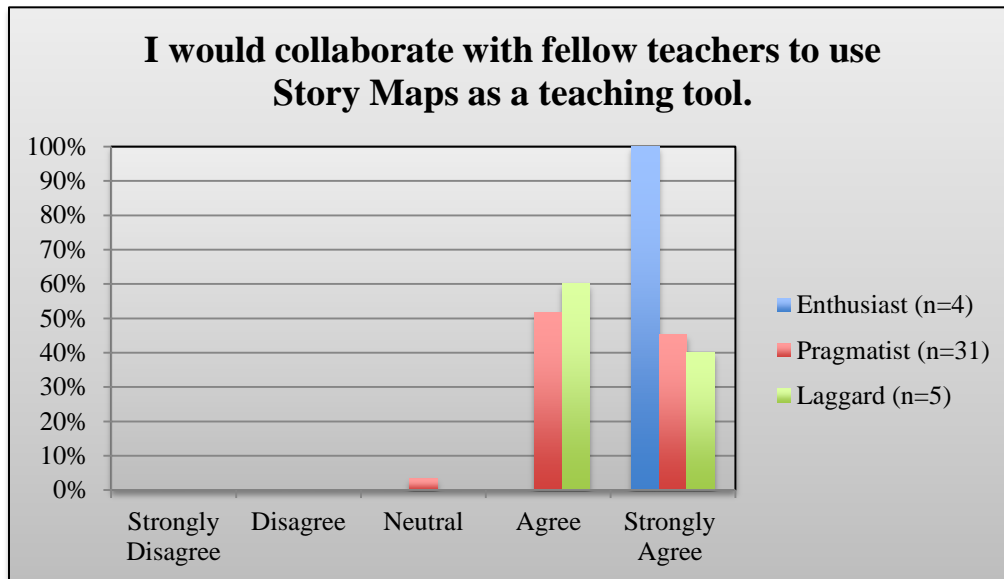 I would collaborate with fellow teachers to use
Story Maps as a teaching tool.
100%
90%
80%
70%
60%
50%
40%
30%
20%
10%
0%
Strongly
Disagree
Disagree
Neutral
Agree
Strongly
Agree
Enthusiast (n=4)
Pragmatist (n=31)
Laggard (n=5)